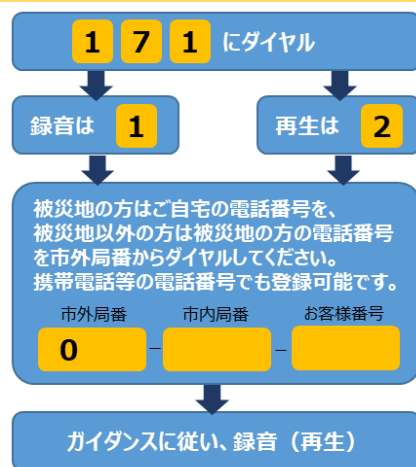 171にダイヤル
録音は 1
再生は 2
被災地の方はご自宅の電話番号を、
被災地以外の方は被災地の方の電話番号
を市外局番からダイヤルしてください。
携帯電話等の電話番号でも登録可能です。
市外局番 市内局番 お客様番号
0 － －
ガイダンスに従い、録音（再生）